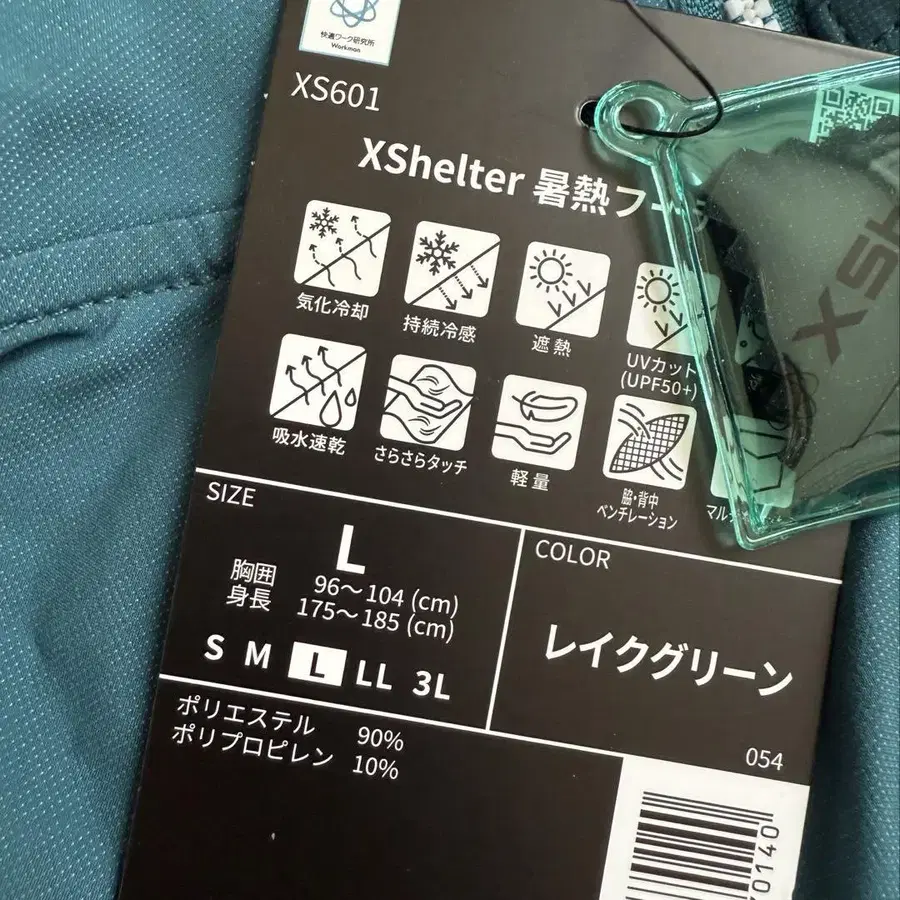 快適ワーク研究所
Workman
XS601
XShelter 暑熱フー
気化冷却
持続冷感
遮熱
UVカット
(UPF50+)
吸水速乾
さらさらタッチ
軽量
脇・背中
ベンチレーション
マル
SIZE
L
胸囲 96～104 (cm)
身長 175～185 (cm)
S M L LL 3L
COLOR
レイクグリーン
054
ポリエステル 90%
ポリプロピレン 10%
70140